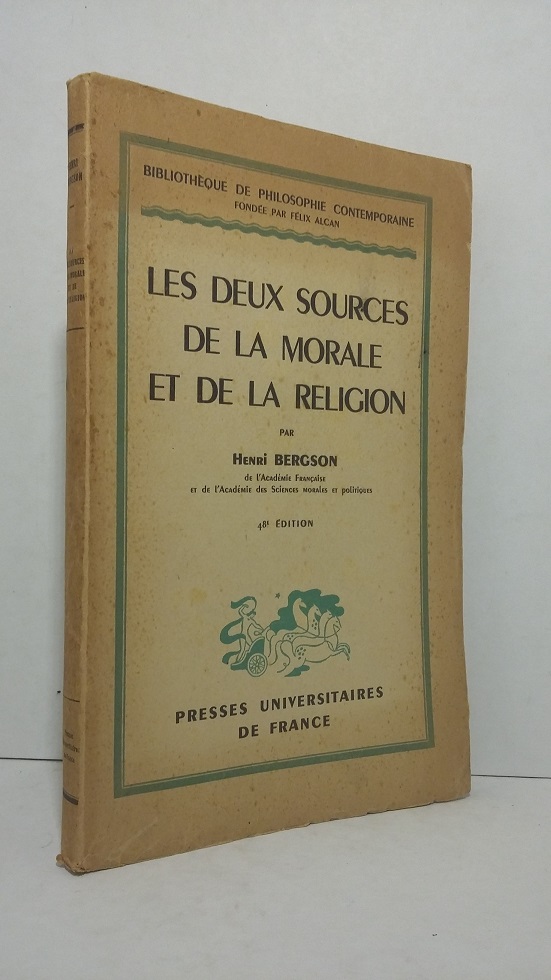 BIBLIOTHÈQUE DE PHILOSOPHIE CONTEMPORAINE
FONDÉE PAR FÉLIX ALCAN
LES DEUX SOURCES
DE LA MORALE
ET DE LA RELIGION
PAR
Henri BERGSON
de l'Académie Française
et de l'Académie des Sciences morales et politiques
48E ÉDITION
PRESSES UNIVERSITAIRES
DE FRANCE